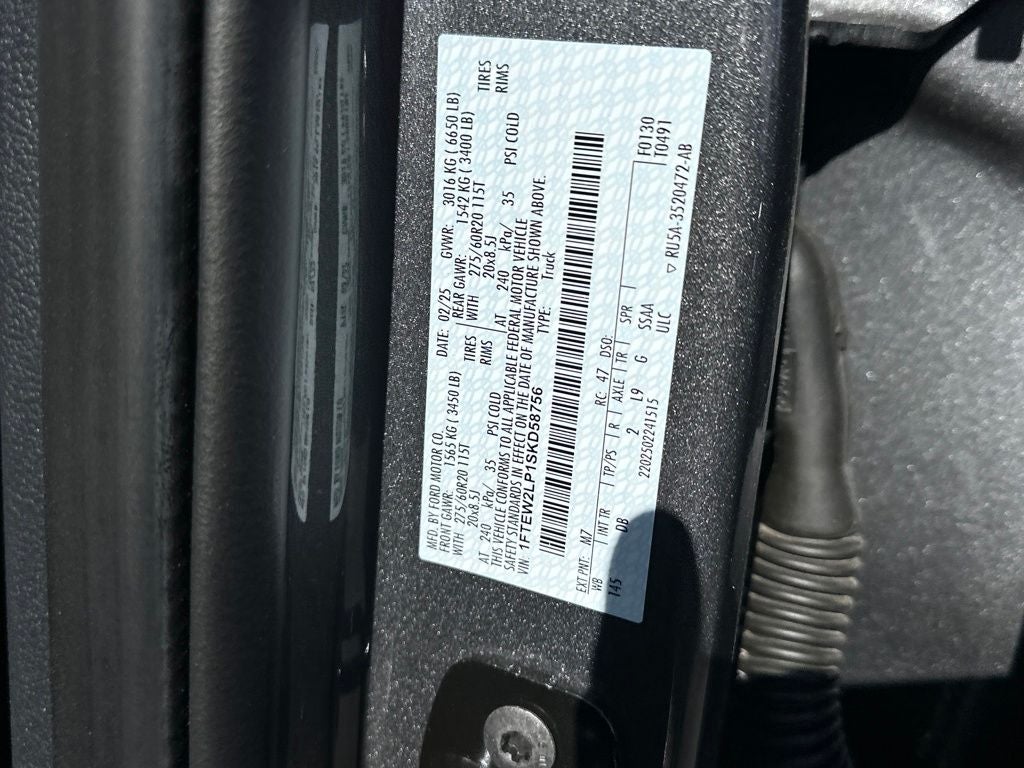 MFD. BY FORD MOTOR CO.
DATE: 02/25 GVWR: 3016 KG ( 6650 LB)
FRONT GAWR: 1565 KG ( 3450 LB)
REAR GAWR: 1542 KG ( 3400 LB)
WITH: 275/60R20 115T TIRES
WITH 275/60R20 115T TIRES
20x8.5J RIMS
20x8.5J RIMS
AT 240 kPa/ 35 PSI COLD
AT 240 kPa/ 35 PSI COLD
THIS VEHICLE CONFORMS TO ALL APPLICABLE FEDERAL MOTOR VEHICLE
SAFETY STANDARDS IN EFFECT ON THE DATE OF MANUFACTURE SHOWN ABOVE.
VIN: 1FTEW2LP1SKD58756 TYPE: Truck
EXT PNT: M7 RC: 47 DSO: F0130
WB | INT TR | TP/PS | R | AXLE | TR | SPR | T0491
145 DB 2 L9 G SSAA
2202502241515 ULC ▽ RU5A-3520472-AB